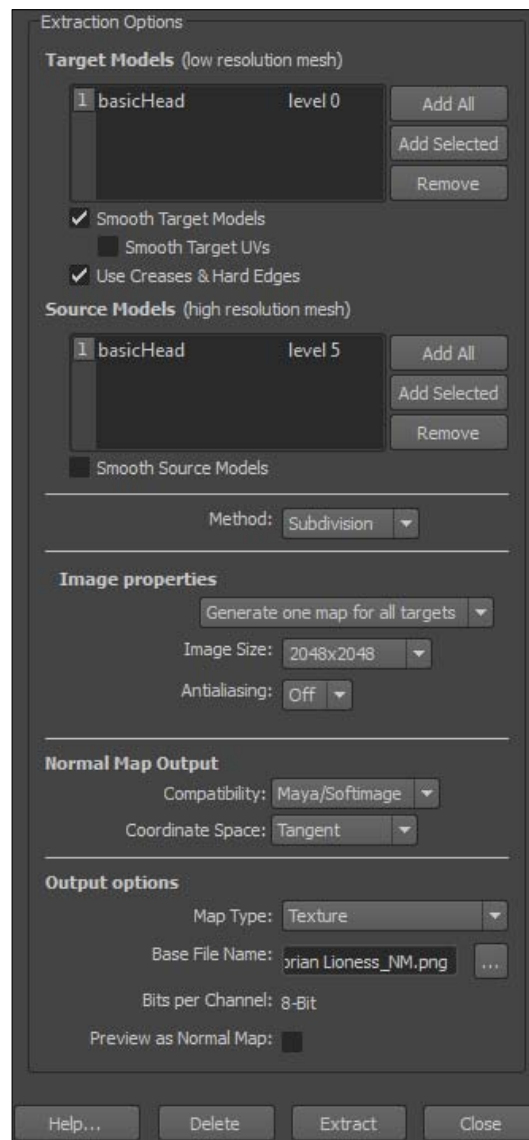 Extraction Options
Target Models (low resolution mesh)
1 basicHead level 0
Add All
Add Selected
Remove
Smooth Target Models
Smooth Target UVs
Use Creases & Hard Edges
Source Models (high resolution mesh)
1 basicHead level 5
Add All
Add Selected
Remove
Smooth Source Models
Method: Subdivision
Image properties
Generate one map for all targets
Image Size: 2048x2048
Antialiasing: Off
Normal Map Output
Compatibility: Maya/Softimage
Coordinate Space: Tangent
Output options
Map Type: Texture
Base File Name: orian Lioness_NM.png ...
Bits per Channel: 8-Bit
Preview as Normal Map:
Help... Delete Extract Close